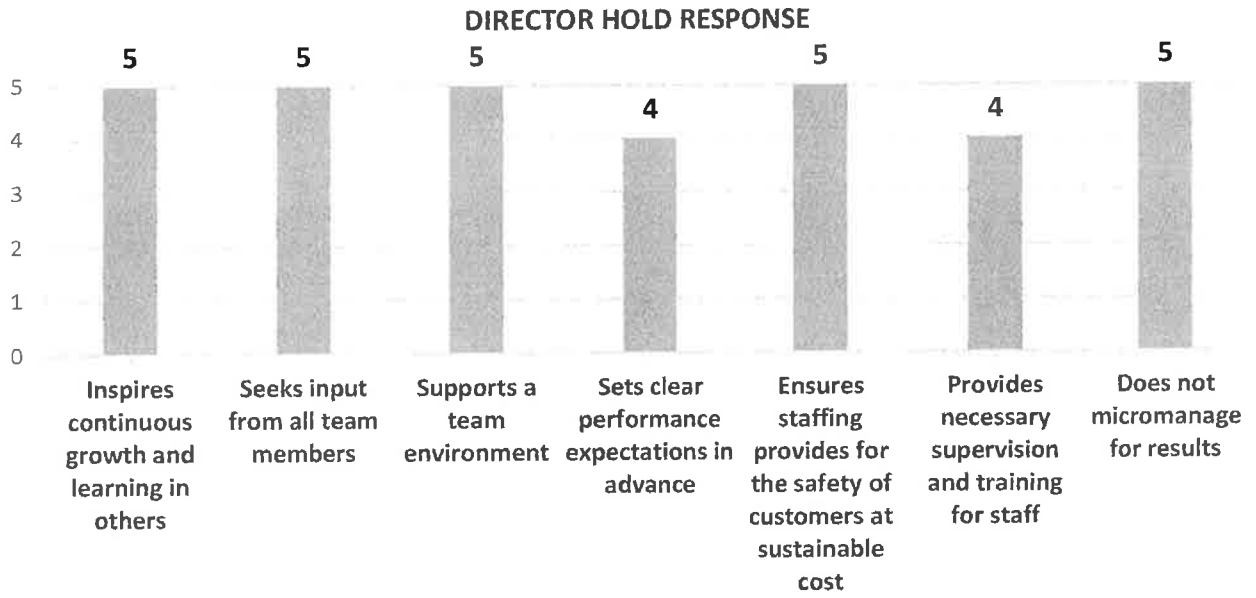 DIRECTOR HOLD RESPONSE
5 5 5 4 5 4 5
5
4
3
2
1
0
Inspires
continuous
growth and
learning in
others
Seeks input
from all team
members
Supports a
team
environment
Sets clear
performance
expectations in
advance
Ensures
staffing
provides for
the safety of
customers at
sustainable
cost
Provides
necessary
supervision
and training
for staff
Does not
micromanage
for results